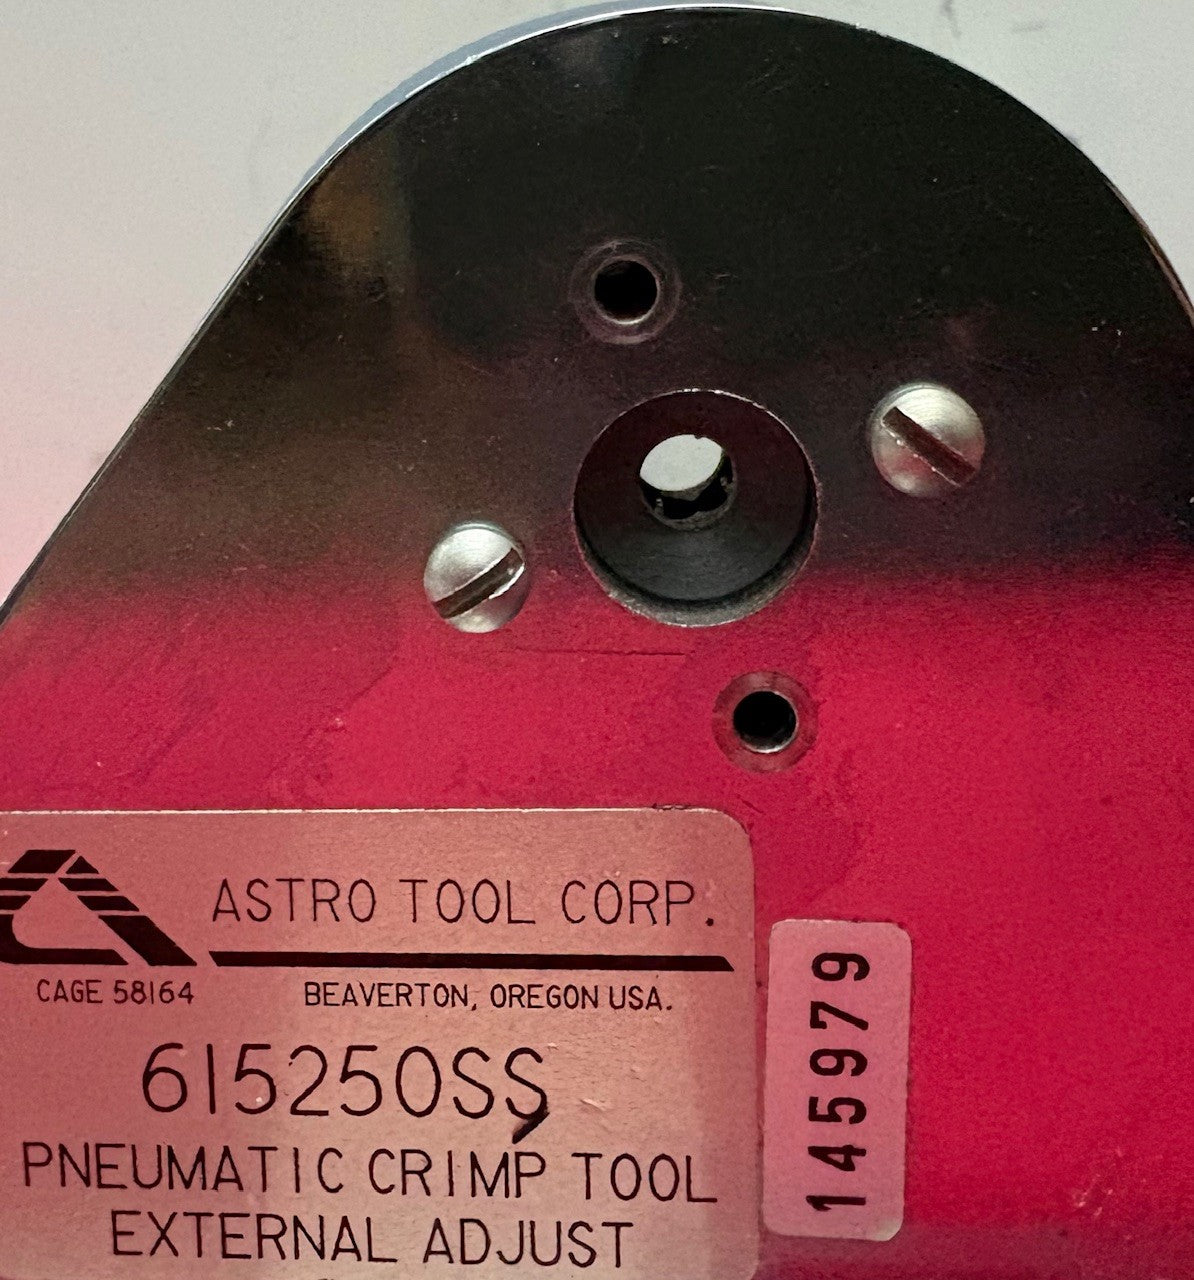 ASTRO TOOL CORP.
CAGE 58164
BEAVERTON, OREGON USA.
615250SS
PNEUMATIC CRIMP TOOL
EXTERNAL ADJUST
145979